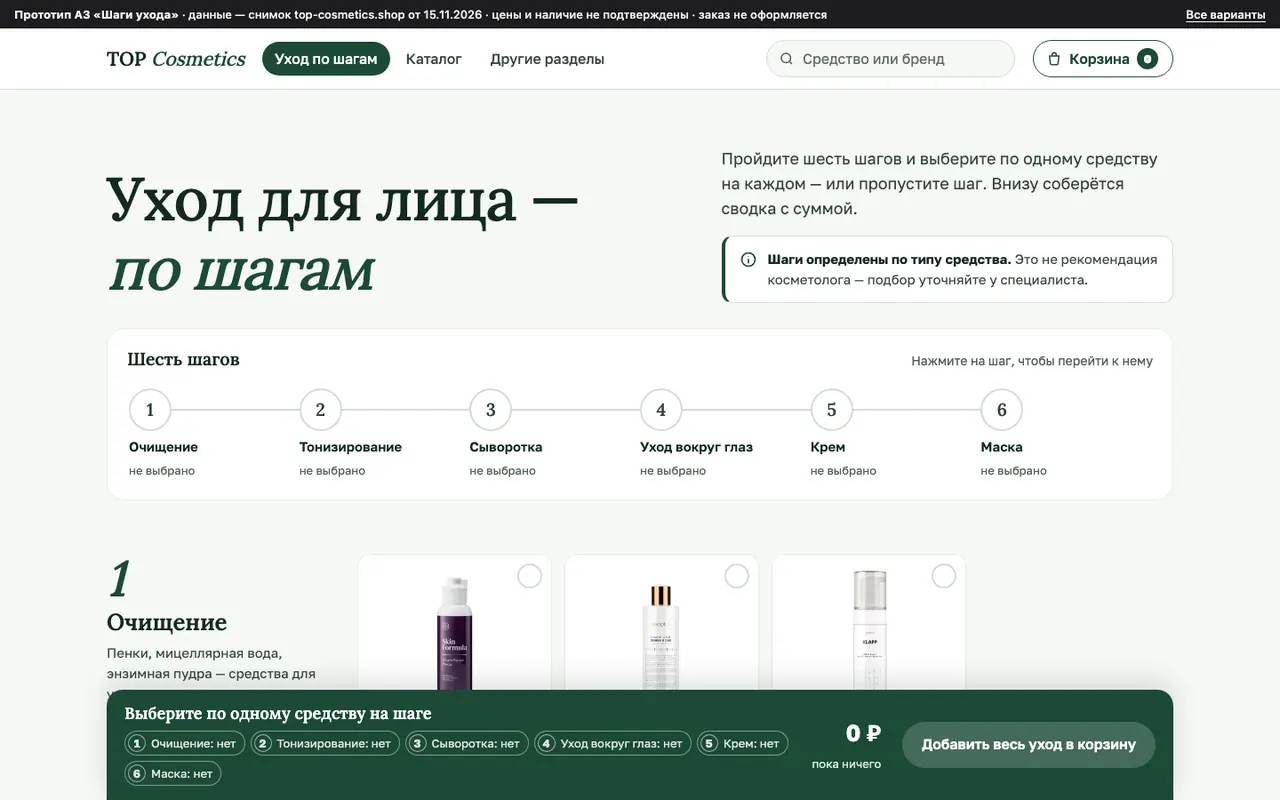 Прототип A3 «Шаги ухода» · данные — снимок top-cosmetics.shop от 15.11.2026 · цены и наличие не подтверждены · заказ не оформляется
Все варианты
TOP Cosmetics
Уход по шагам
Каталог
Другие разделы
Средство или бренд
Корзина 0
Уход для лица —
по шагам
Пройдите шесть шагов и выберите по одному средству
на каждом — или пропустите шаг. Внизу соберётся
сводка с суммой.
Шаги определены по типу средства. Это не рекомендация
косметолога — подбор уточняйте у специалиста.
Шесть шагов
Нажмите на шаг, чтобы перейти к нему
1
2
3
4
5
6
Очищение
Тонизирование
Сыворотка
Уход вокруг глаз
Крем
Маска
не выбрано
не выбрано
не выбрано
не выбрано
не выбрано
не выбрано
1
Очищение
Пенки, мицеллярная вода,
энзимная пудра — средства для
Skin
Formula
KLAPP
Выберите по одному средству на шаге
1 Очищение: нет
2 Тонизирование: нет
3 Сыворотка: нет
4 Уход вокруг глаз: нет
5 Крем: нет
6 Маска: нет
0 ₽
пока ничего
Добавить весь уход в корзину